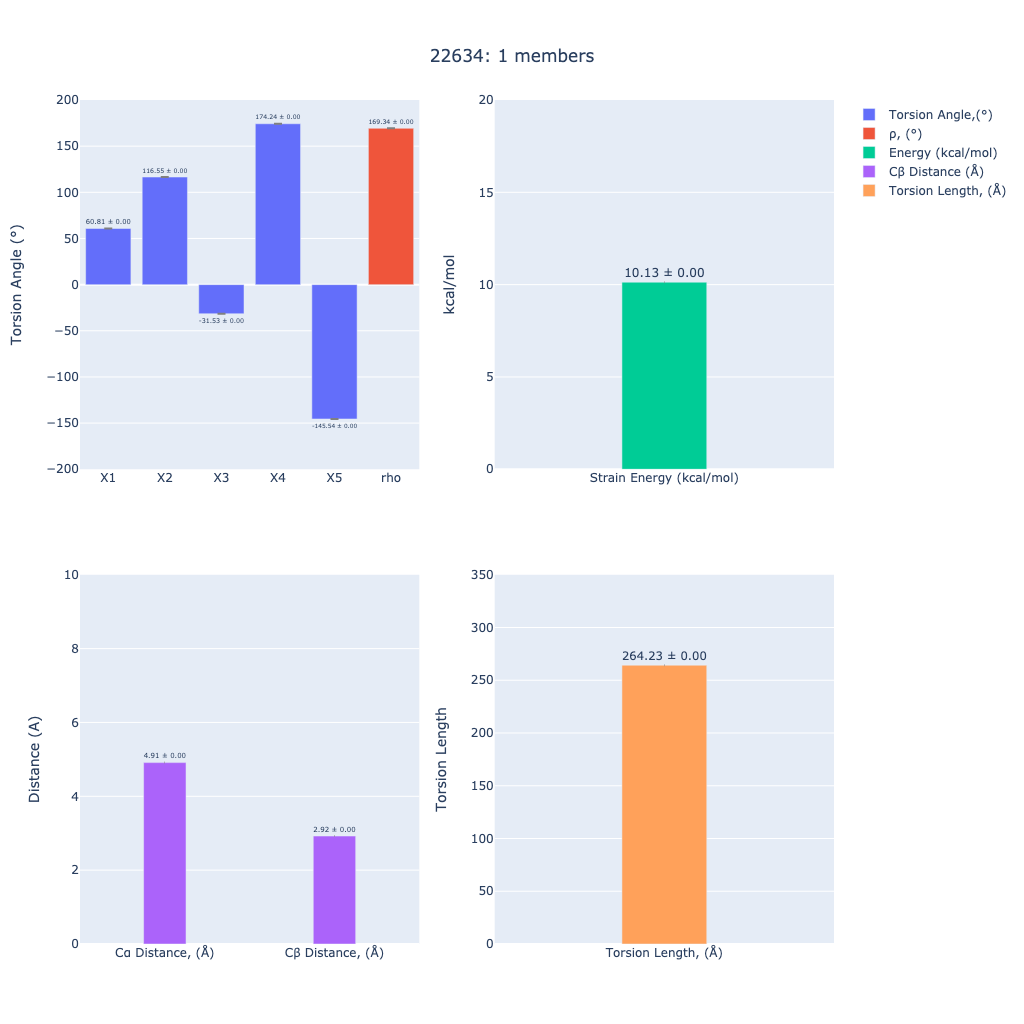 22634: 1 members
Torsion Angle (°)
200
150
100
50
0
−50
−100
−150
−200
60.81 ± 0.00
116.55 ± 0.00
-31.53 ± 0.00
174.24 ± 0.00
-145.54 ± 0.00
169.34 ± 0.00
X1 X2 X3 X4 X5 rho
kcal/mol
20
15
10
5
0
10.13 ± 0.00
Strain Energy (kcal/mol)
Torsion Angle,(°)
ρ, (°)
Energy (kcal/mol)
Cβ Distance (Å)
Torsion Length, (Å)
Distance (A)
10
8
6
4
2
0
4.91 ± 0.00
2.92 ± 0.00
Cα Distance, (Å) Cβ Distance, (Å)
Torsion Length
350
300
250
200
150
100
50
0
264.23 ± 0.00
Torsion Length, (Å)